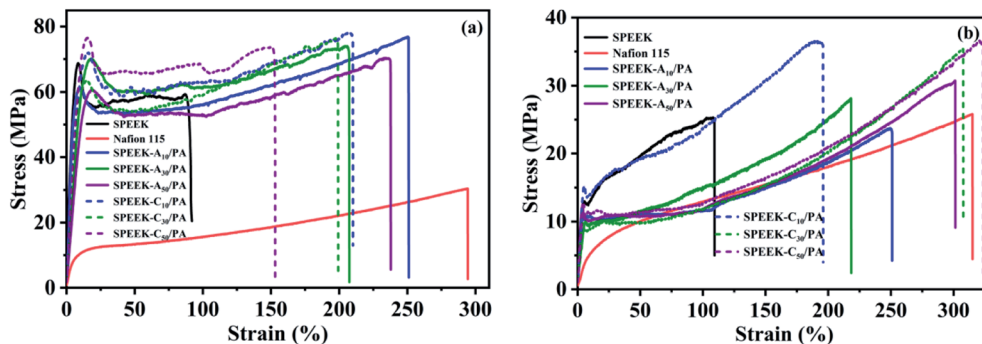 (a)
80
60
40
20
0
Stress (MPa)
SPEEK
Nafion 115
SPEEK-A10/PA
SPEEK-A30/PA
SPEEK-A50/PA
SPEEK-C10/PA
SPEEK-C30/PA
SPEEK-C50/PA
0 50 100 150 200 250 300
Strain (%)
(b)
40
30
20
10
0
Stress (MPa)
SPEEK
Nafion 115
SPEEK-A10/PA
SPEEK-A30/PA
SPEEK-A50/PA
SPEEK-C10/PA
SPEEK-C30/PA
SPEEK-C50/PA
0 50 100 150 200 250 300
Strain (%)